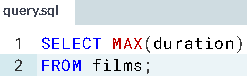 query.sql
1 SELECT MAX(duration)
2 FROM films;